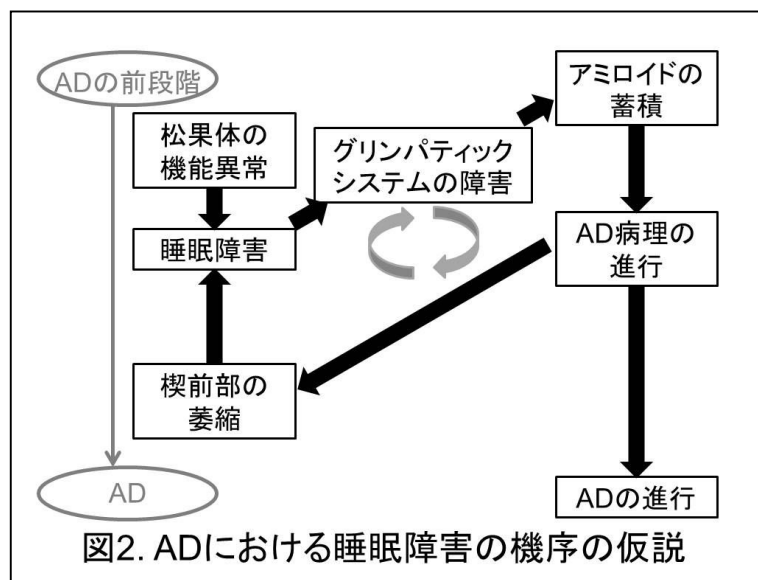 ADの前段階
松果体の
機能異常
睡眠障害
グリンパティック
システムの障害
アミロイドの
蓄積
AD病理の
進行
楔前部の
萎縮
AD
ADの進行
図2. ADにおける睡眠障害の機序の仮説